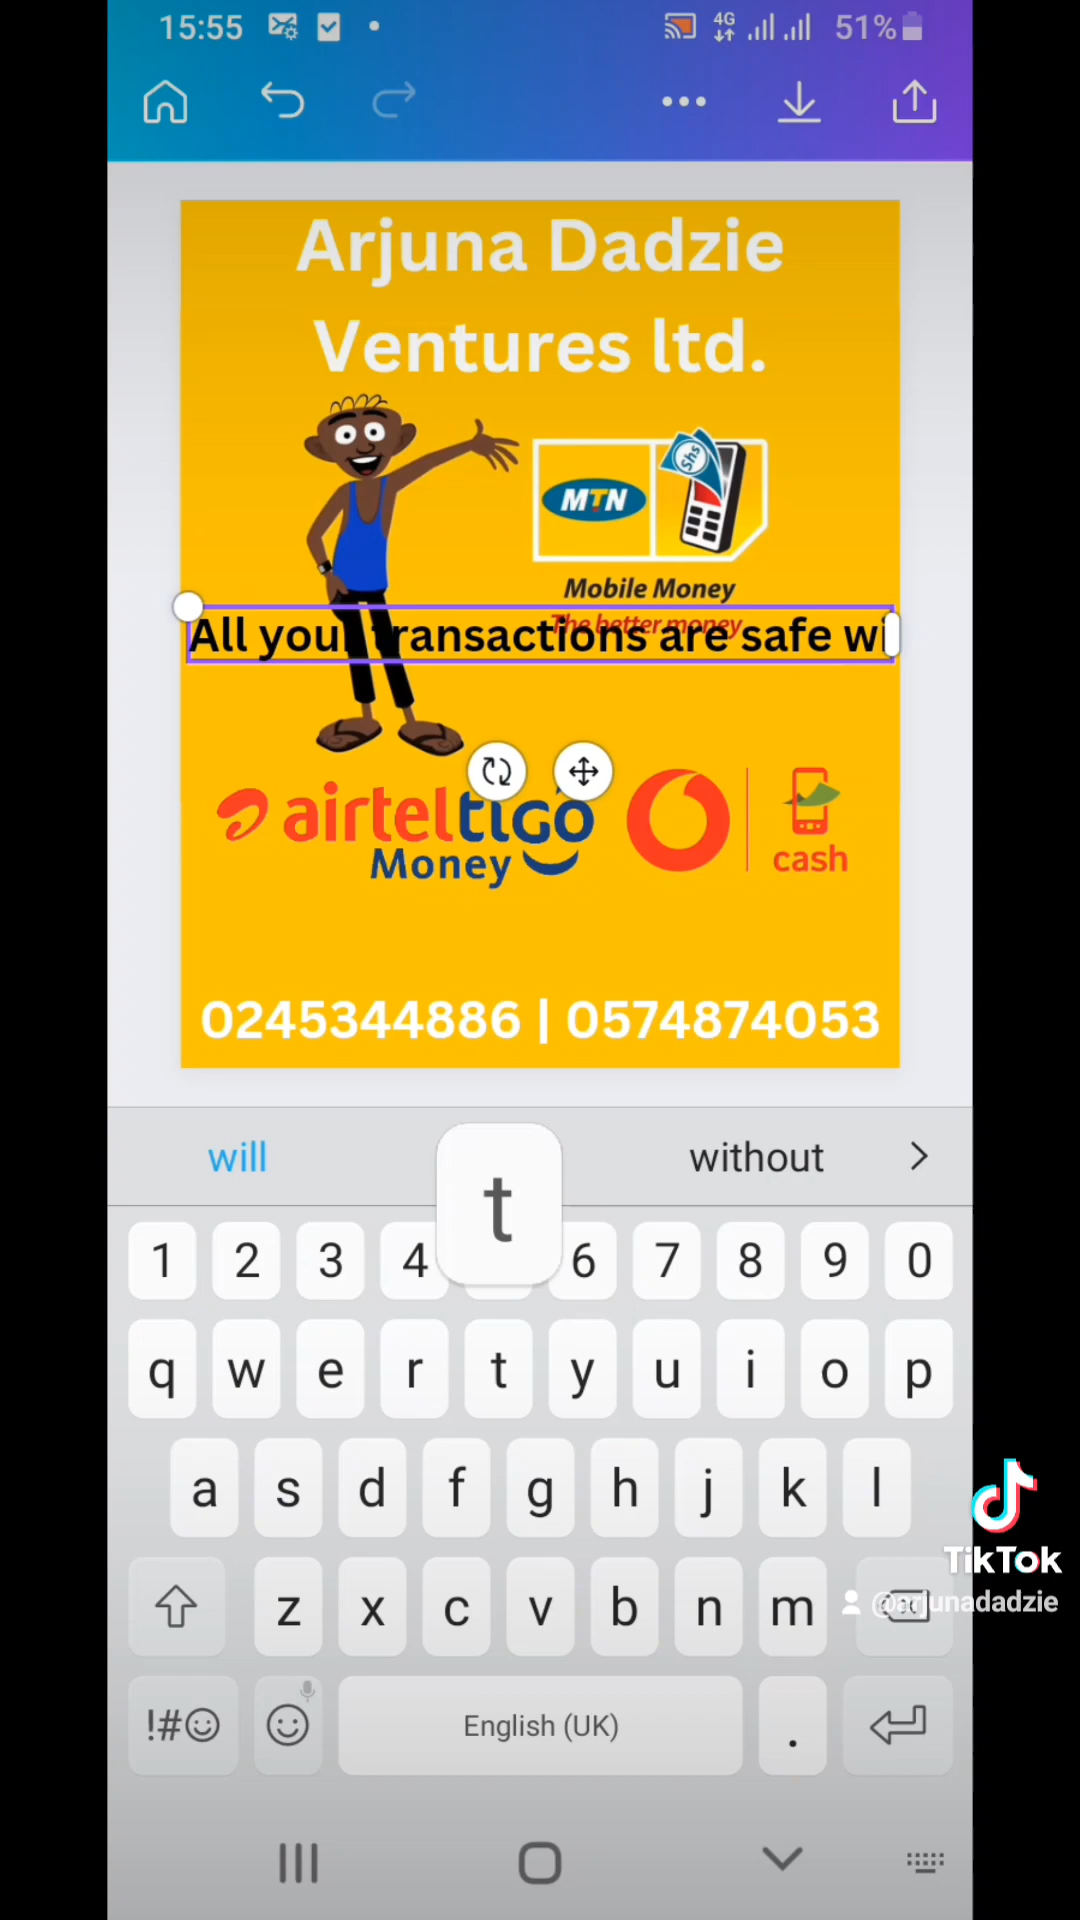 15:55
4G
51%
Arjuna Dadzie
Ventures ltd.
MTN
Shs
Mobile Money
The better money
All your transactions are safe wi
airteltigo
Money
cash
0245344886 | 0574874053
will
t
without
1 2 3 4 6 7 8 9 0
q w e r t y u i o p
a s d f g h j k l
z x c v b n m
TikTok
@arjunadadzie
!#
English (UK)
.